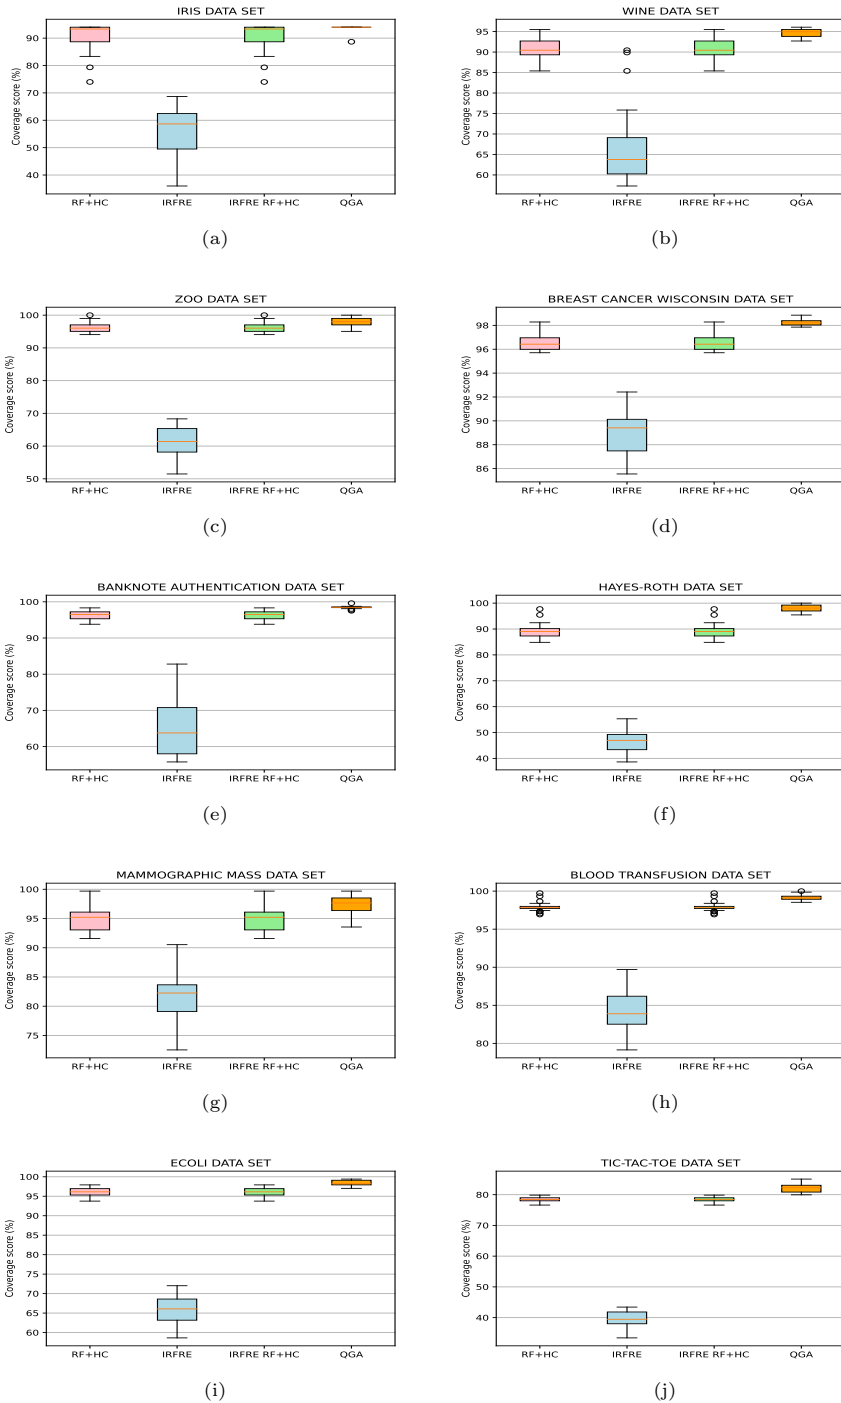 IRIS DATA SET
Coverage score (%)
90
80
70
60
50
40
RF+HC IRFRE IRFRE RF+HC QGA
(a)
WINE DATA SET
Coverage score (%)
95
90
85
80
75
70
65
60
RF+HC IRFRE IRFRE RF+HC QGA
(b)
ZOO DATA SET
Coverage score (%)
100
90
80
70
60
50
RF+HC IRFRE IRFRE RF+HC QGA
(c)
BREAST CANCER WISCONSIN DATA SET
Coverage score (%)
98
96
94
92
90
88
86
RF+HC IRFRE IRFRE RF+HC QGA
(d)
BANKNOTE AUTHENTICATION DATA SET
Coverage score (%)
100
90
80
70
60
RF+HC IRFRE IRFRE RF+HC QGA
(e)
HAYES-ROTH DATA SET
Coverage score (%)
100
90
80
70
60
50
40
RF+HC IRFRE IRFRE RF+HC QGA
(f)
MAMMOGRAPHIC MASS DATA SET
Coverage score (%)
100
95
90
85
80
75
RF+HC IRFRE IRFRE RF+HC QGA
(g)
BLOOD TRANSFUSION DATA SET
Coverage score (%)
100
95
90
85
80
RF+HC IRFRE IRFRE RF+HC QGA
(h)
ECOLI DATA SET
Coverage score (%)
100
95
90
85
80
75
70
65
60
RF+HC IRFRE IRFRE RF+HC QGA
(i)
TIC-TAC-TOE DATA SET
Coverage score (%)
80
70
60
50
40
RF+HC IRFRE IRFRE RF+HC QGA
(j)